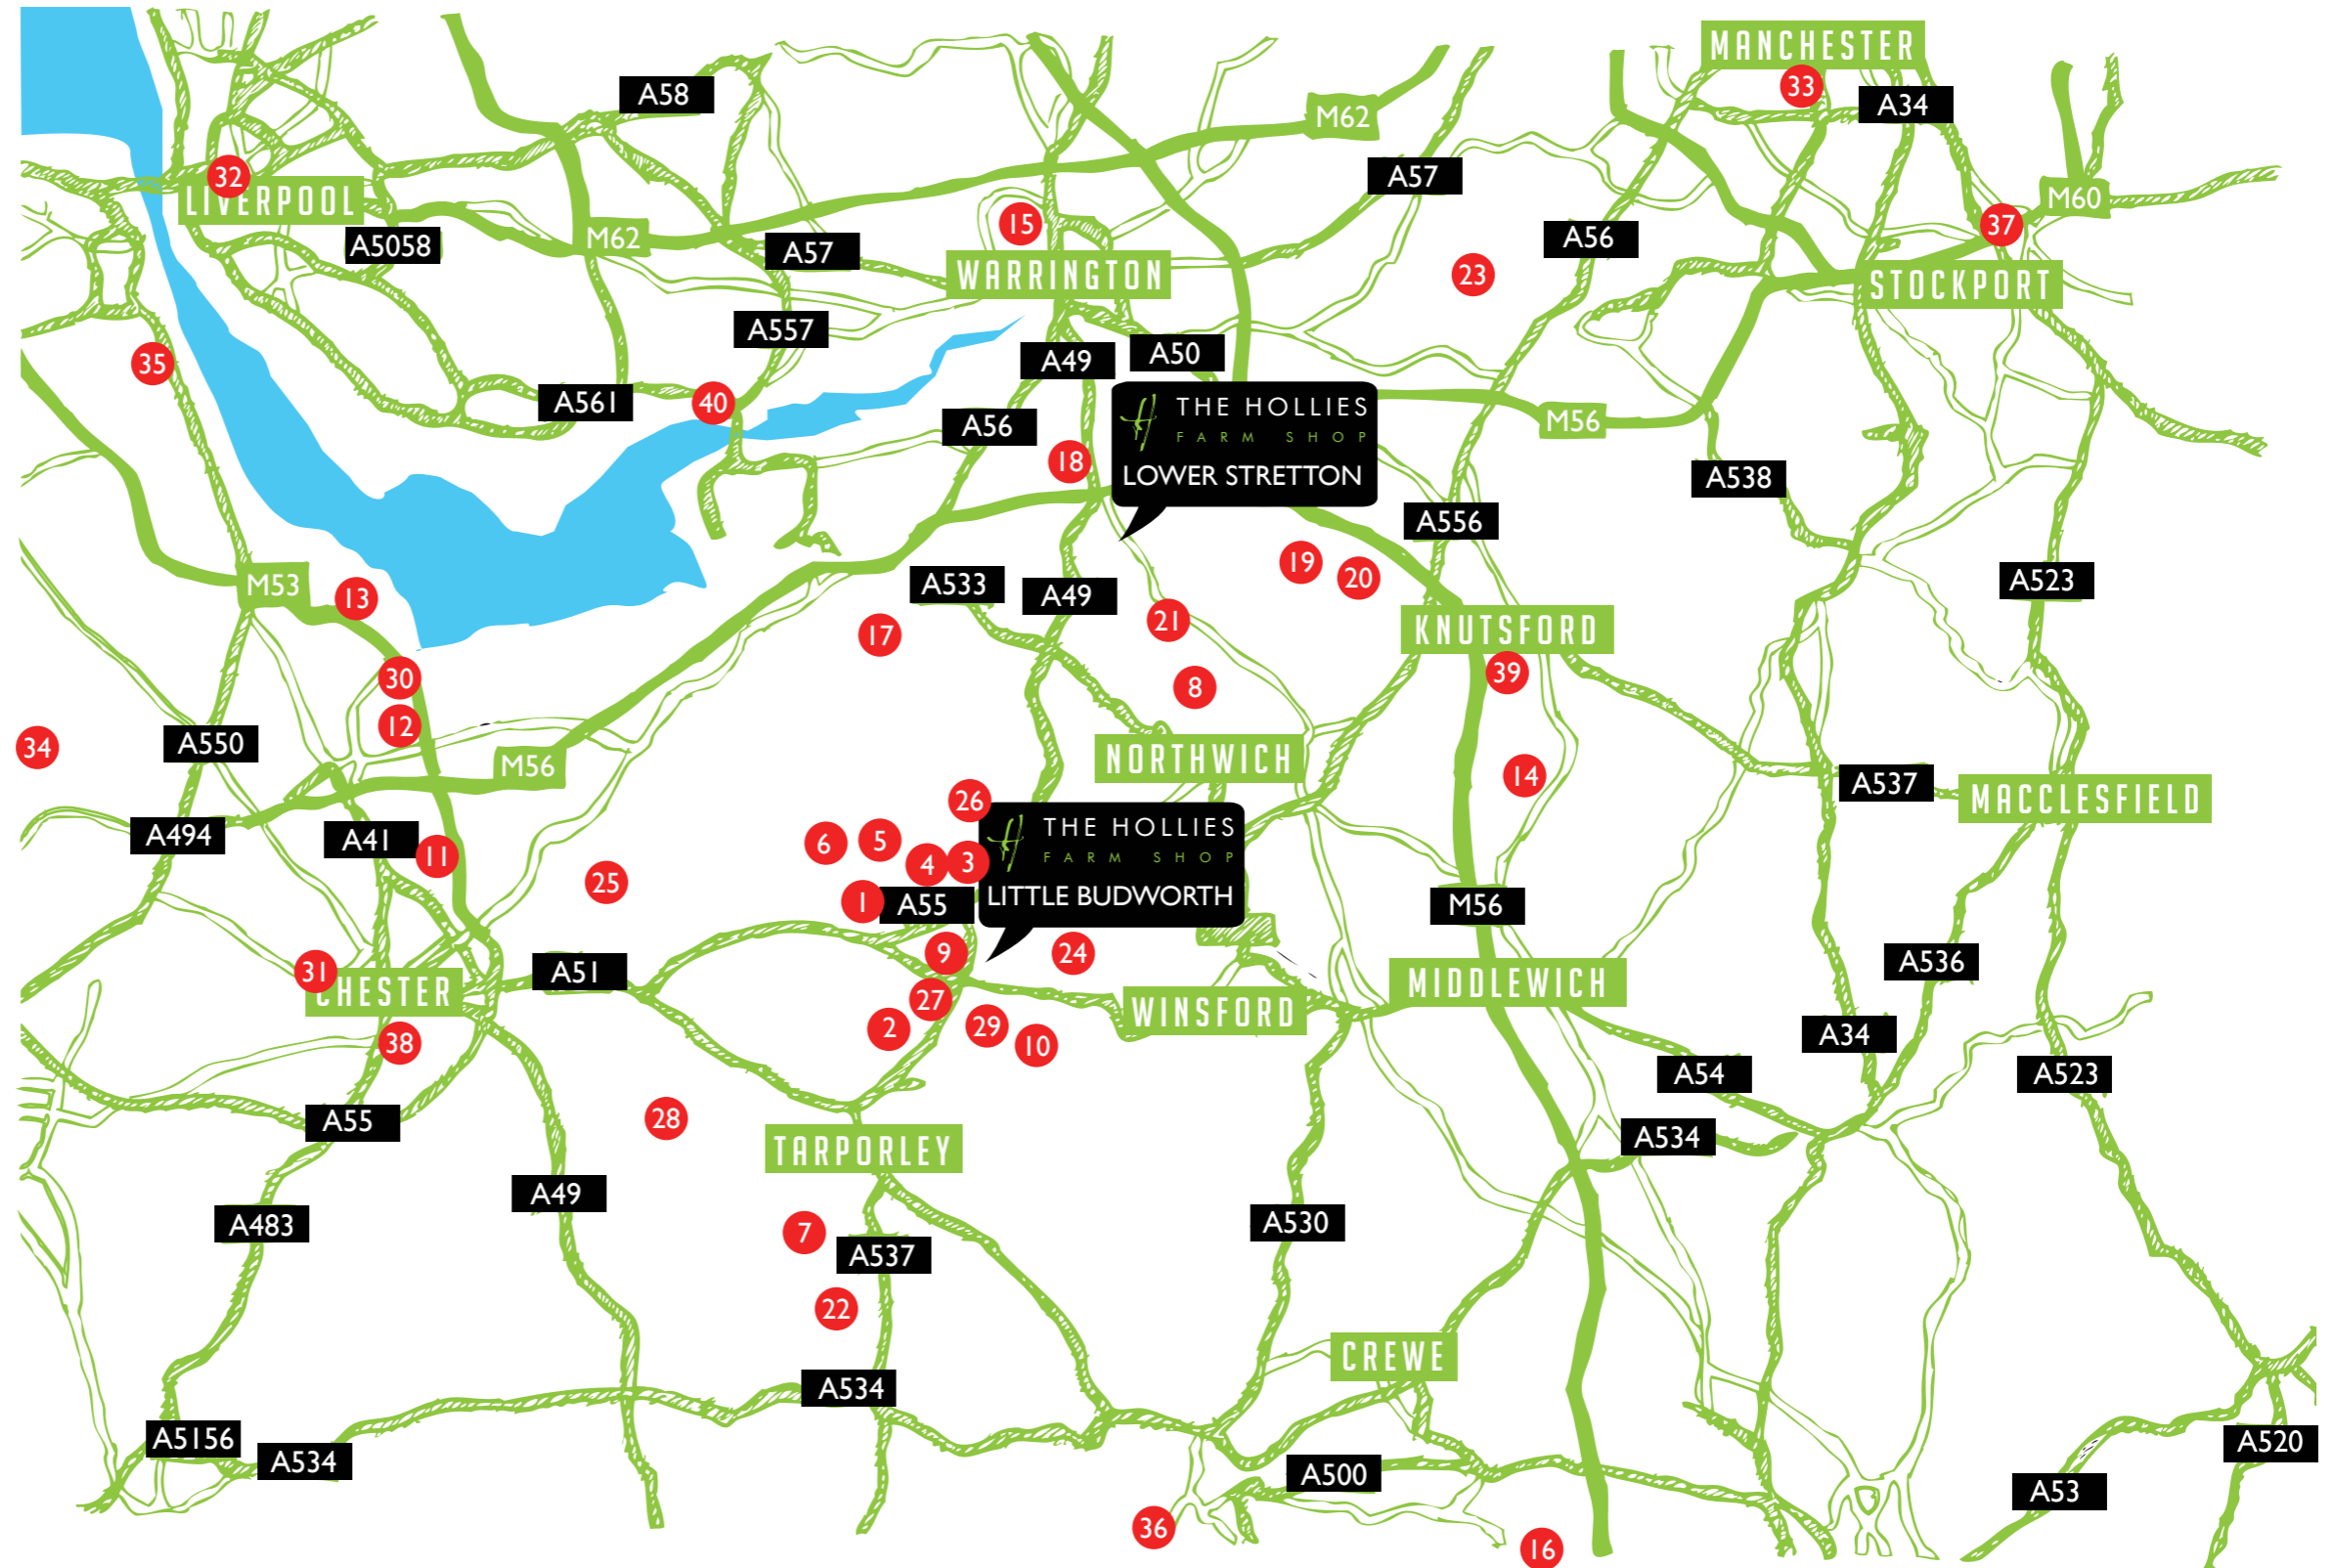 MANCHESTER
33
A58
A34
M62
32
LIVERPOOL
A57
M60
15
37
A5058
M62
A57
A56
WARRINGTON
23
STOCKPORT
A557
35
A49
A50
A561
40
THE HOLLIES
FARM SHOP
LOWER STRETTON
A56
M56
18
A538
A556
19
20
M53
13
A533
A49
A523
17
21
KNUTSFORD
30
8
39
12
34
A550
NORTHWICH
M56
14
A537
MACCLESFIELD
26
A494
A41
11
6
5
4
3
THE HOLLIES
FARM SHOP
LITTLE BUDWORTH
25
1
A55
M56
9
24
A536
31
CHESTER
A51
MIDDLEWICH
27
WINSFORD
2
29
10
38
A34
A54
A523
28
A55
A534
TARPORLEY
A49
A483
7
A537
A530
22
CREWE
A534
A5156
A534
A500
A520
A53
36
16